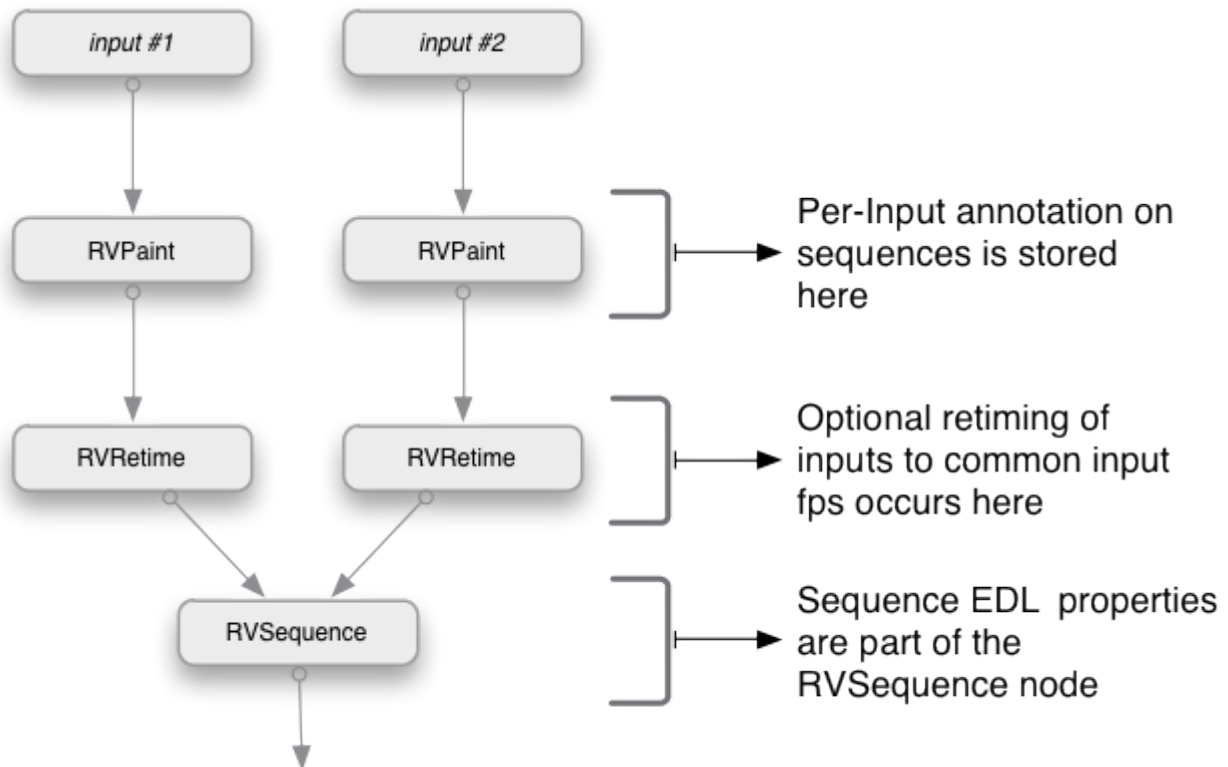 input #1
input #2
RVPaint
RVPaint
Per-Input annotation on
sequences is stored
here
RVRetime
RVRetime
Optional retiming of
inputs to common input
fps occurs here
RVSequence
Sequence EDL  properties
are part of the
RVSequence node